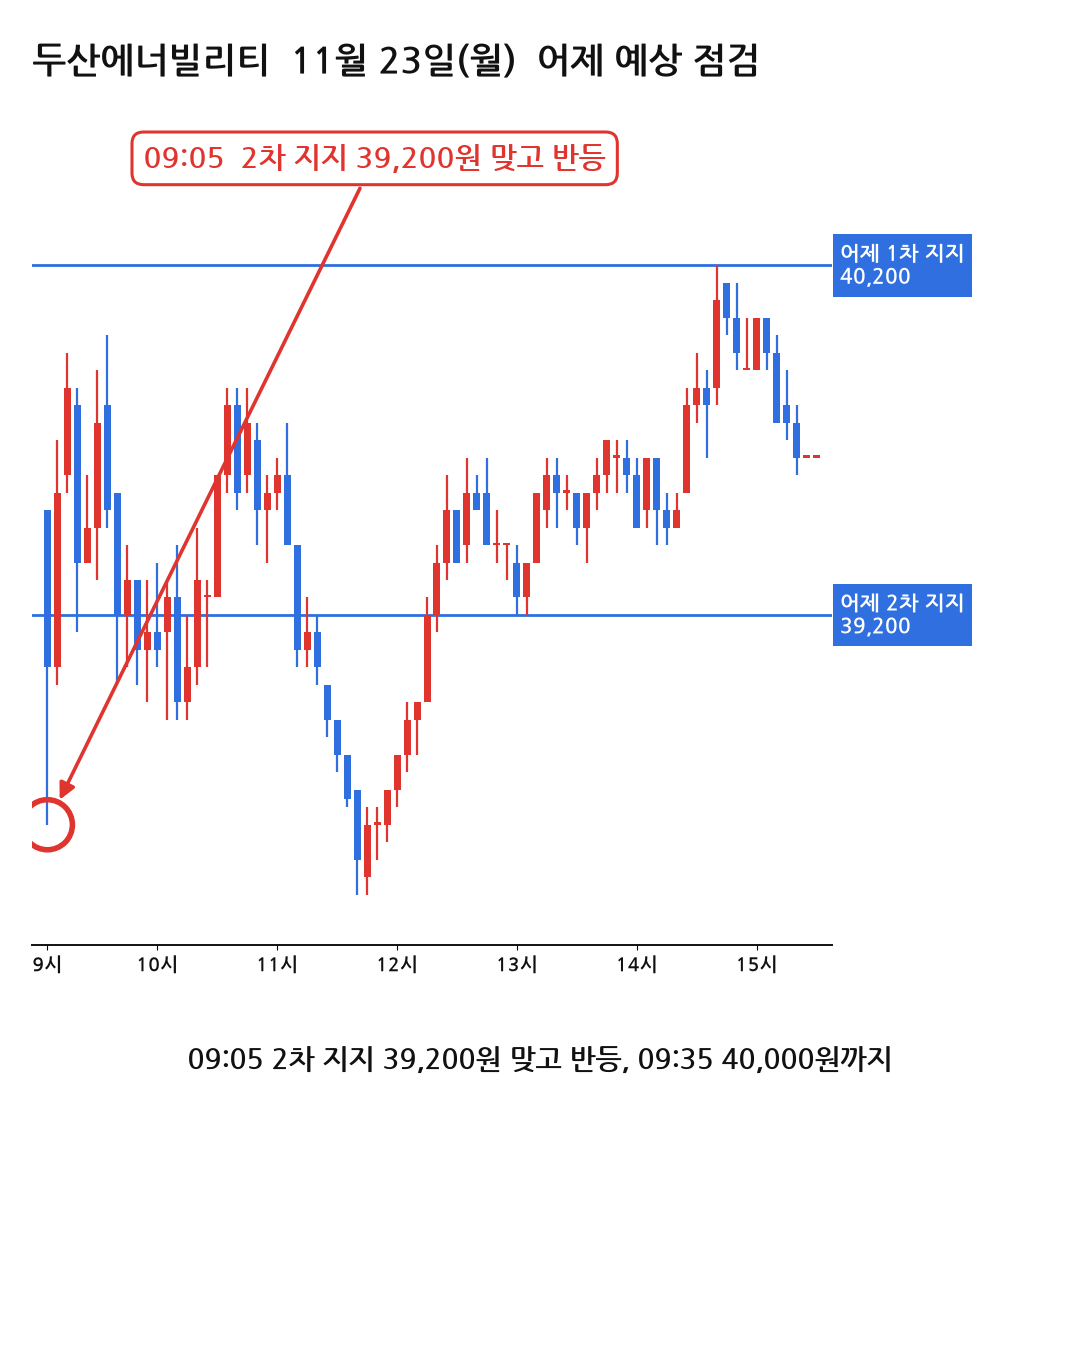 두산에너빌리티 11월 23일(월) 어제 예상 점검
09:05 2차 지지 39,200원 맞고 반등
어제 1차 지지
40,200
어제 2차 지지
39,200
9시 10시 11시 12시 13시 14시 15시
09:05 2차 지지 39,200원 맞고 반등, 09:35 40,000원까지